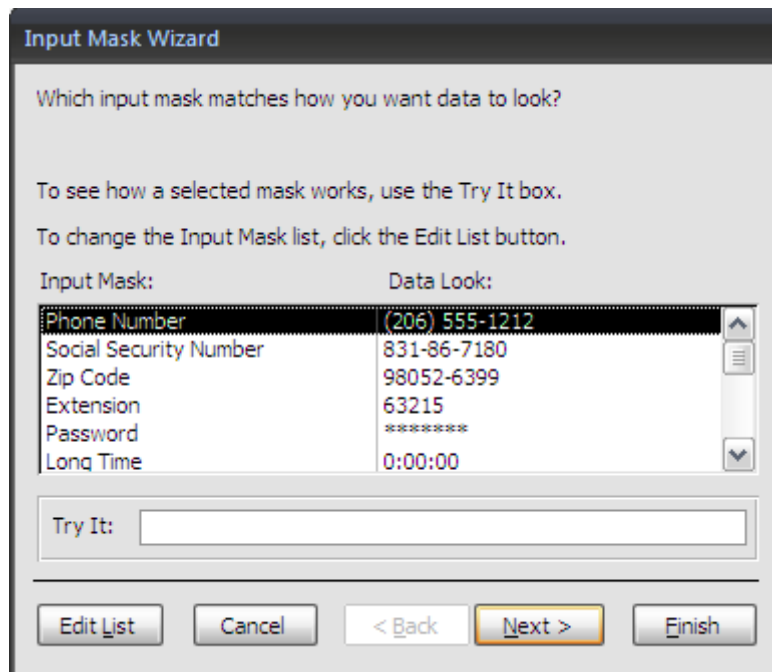 Input Mask Wizard
Which input mask matches how you want data to look?
To see how a selected mask works, use the Try It box.
To change the Input Mask list, click the Edit List button.
Input Mask: Data Look:
Phone Number (206) 555-1212
Social Security Number 831-86-7180
Zip Code 98052-6399
Extension 63215
Password *******
Long Time 0:00:00
Try It:
Edit List Cancel < Back Next > Finish